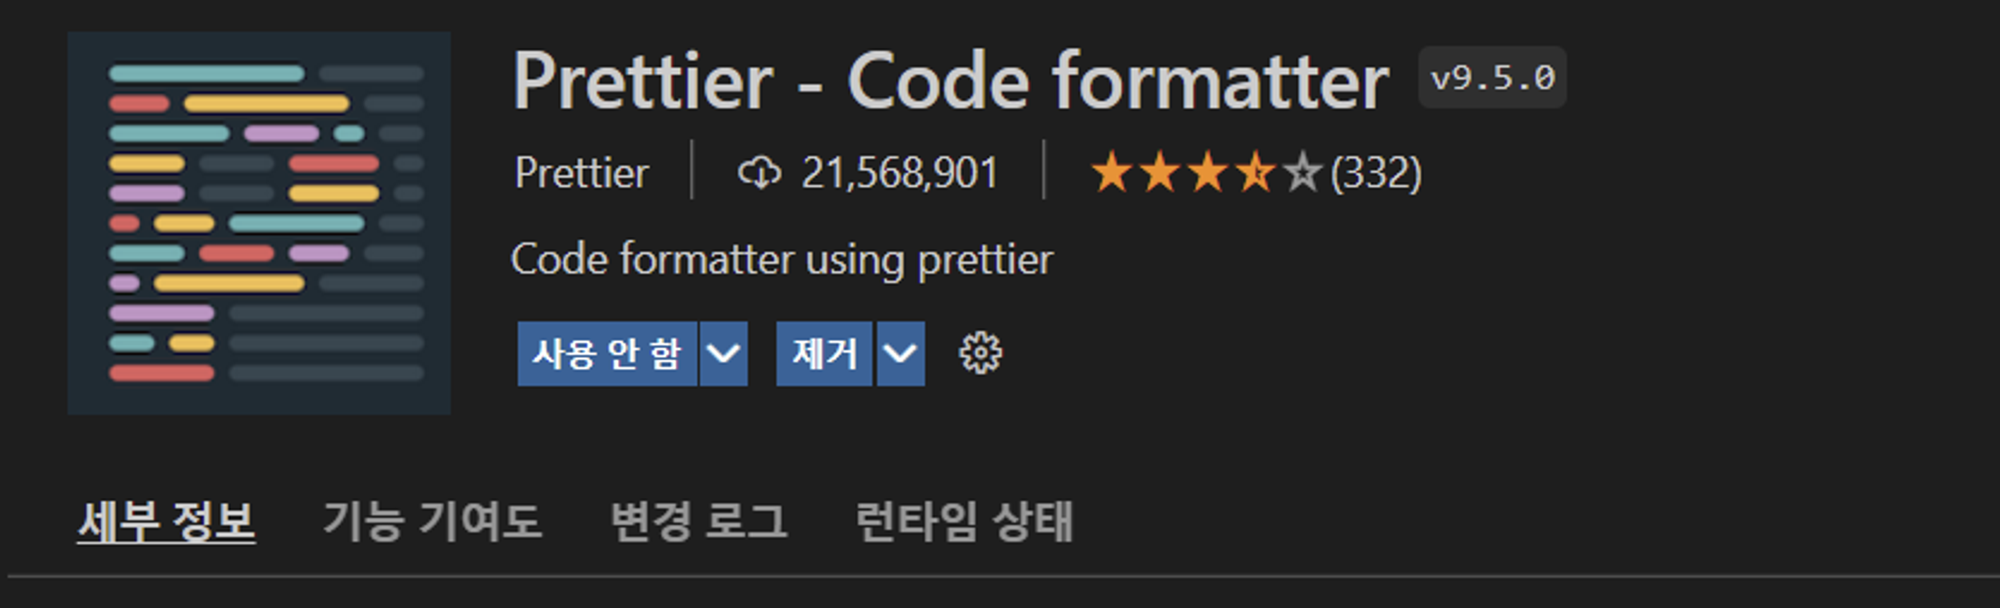 Prettier - Code formatter v9.5.0
Prettier 21,568,901 (332)
Code formatter using prettier
사용 안 함 제거
세부 정보 기능 기여도 변경 로그 런타임 상태